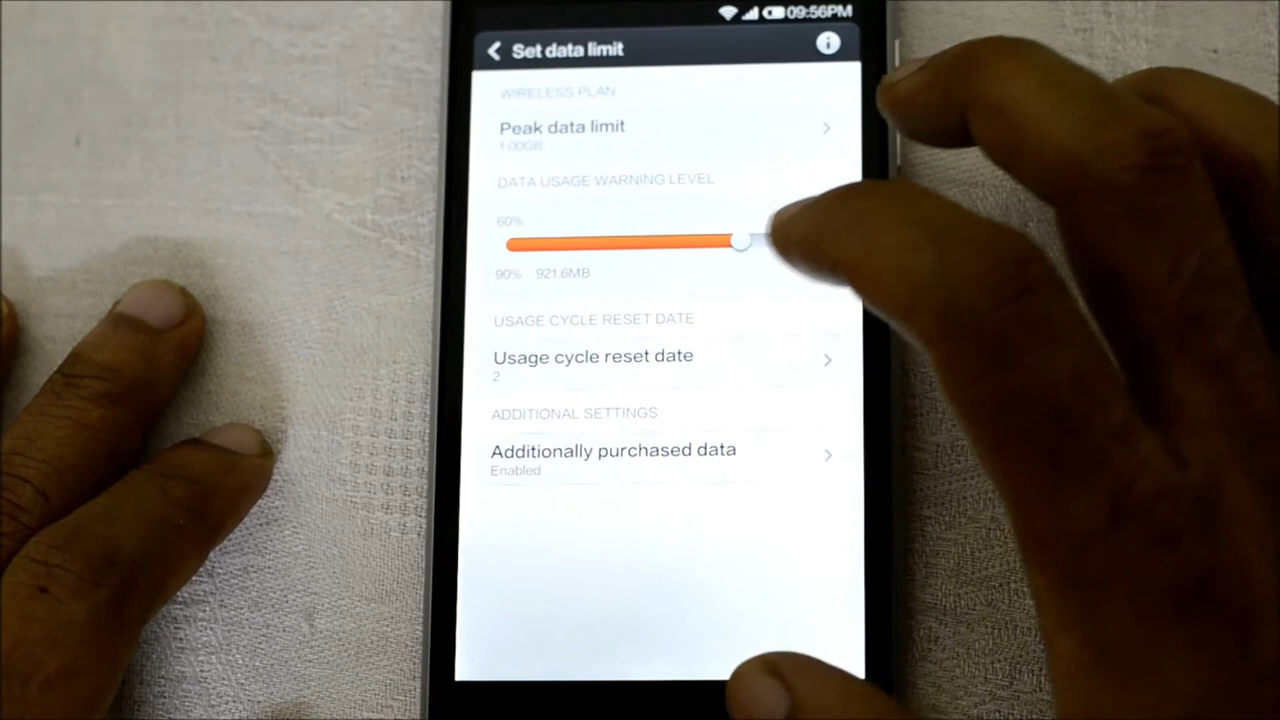 09:56PM
Set data limit
WIRELESS PLAN
Peak data limit
1.00GB
DATA USAGE WARNING LEVEL
60%
90% 921.6MB
USAGE CYCLE RESET DATE
Usage cycle reset date
2
ADDITIONAL SETTINGS
Additionally purchased data
Enabled